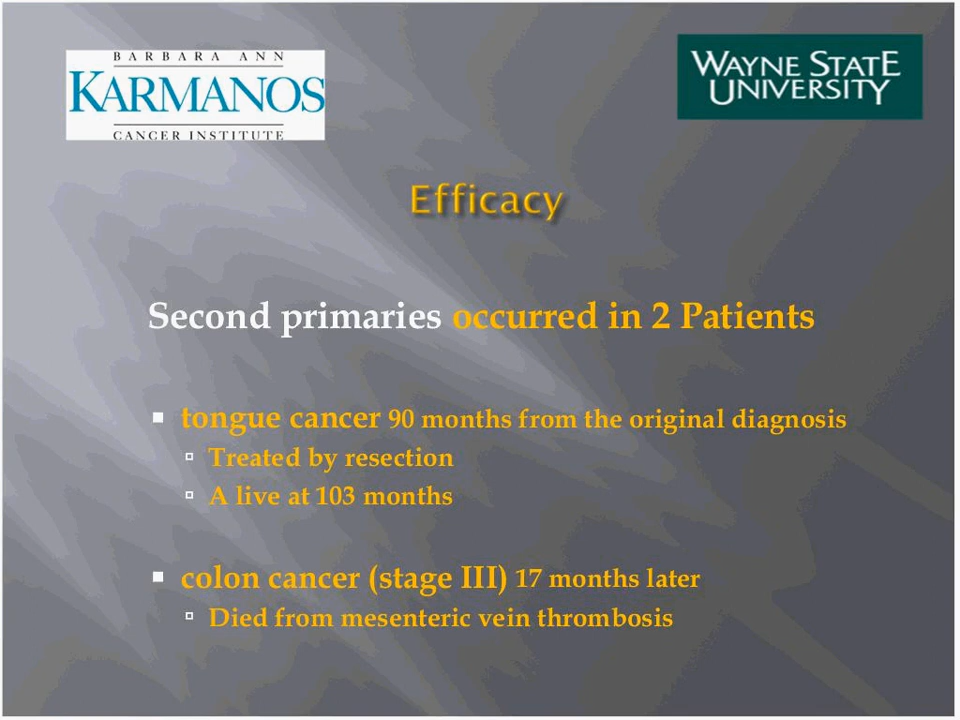 BARBARA ANN
KARMANOS
CANCER INSTITUTE
WAYNE STATE
UNIVERSITY
Efficacy
Second primaries occurred in 2 Patients
tongue cancer 90 months from the original diagnosis
Treated by resection
A live at 103 months
colon cancer (stage III) 17 months later
Died from mesenteric vein thrombosis